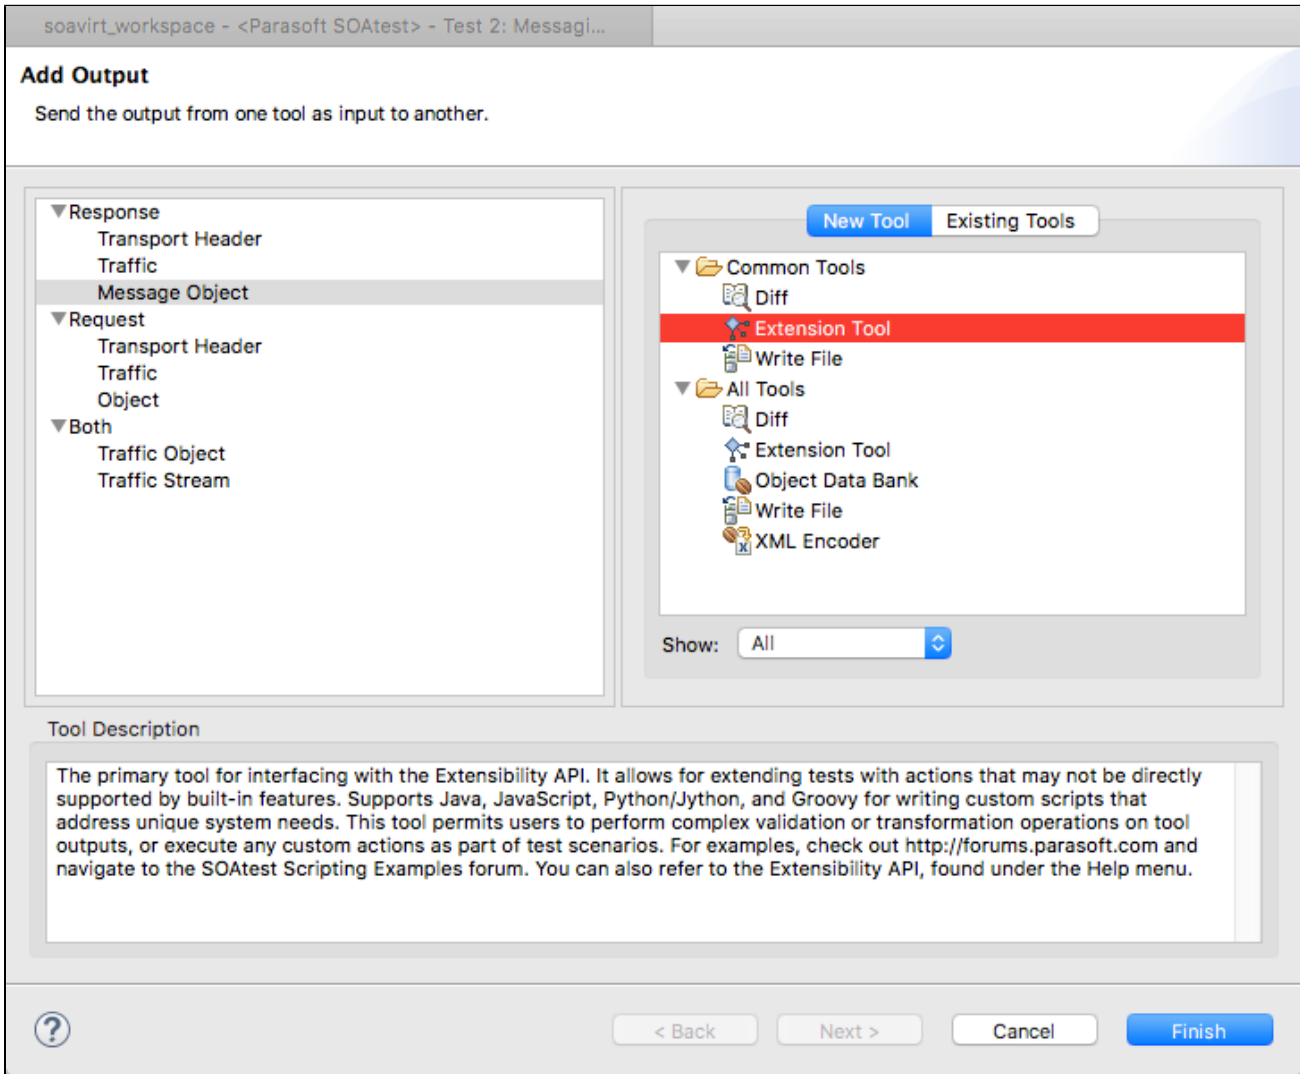 soavirt_workspace - <Parasoft SOAtest> - Test 2: Messagi...
Add Output
Send the output from one tool as input to another.
Response
Transport Header
Traffic
Message Object
Request
Transport Header
Traffic
Object
Both
Traffic Object
Traffic Stream
New Tool
Existing Tools
Common Tools
Diff
Extension Tool
Write File
All Tools
Diff
Extension Tool
Object Data Bank
Write File
XML Encoder
Show:
All
Tool Description
The primary tool for interfacing with the Extensibility API. It allows for extending tests with actions that may not be directly
supported by built-in features. Supports Java, JavaScript, Python/Jython, and Groovy for writing custom scripts that
address unique system needs. This tool permits users to perform complex validation or transformation operations on tool
outputs, or execute any custom actions as part of test scenarios. For examples, check out http://forums.parasoft.com and
navigate to the SOAtest Scripting Examples forum. You can also refer to the Extensibility API, found under the Help menu.
?
< Back
Next >
Cancel
Finish